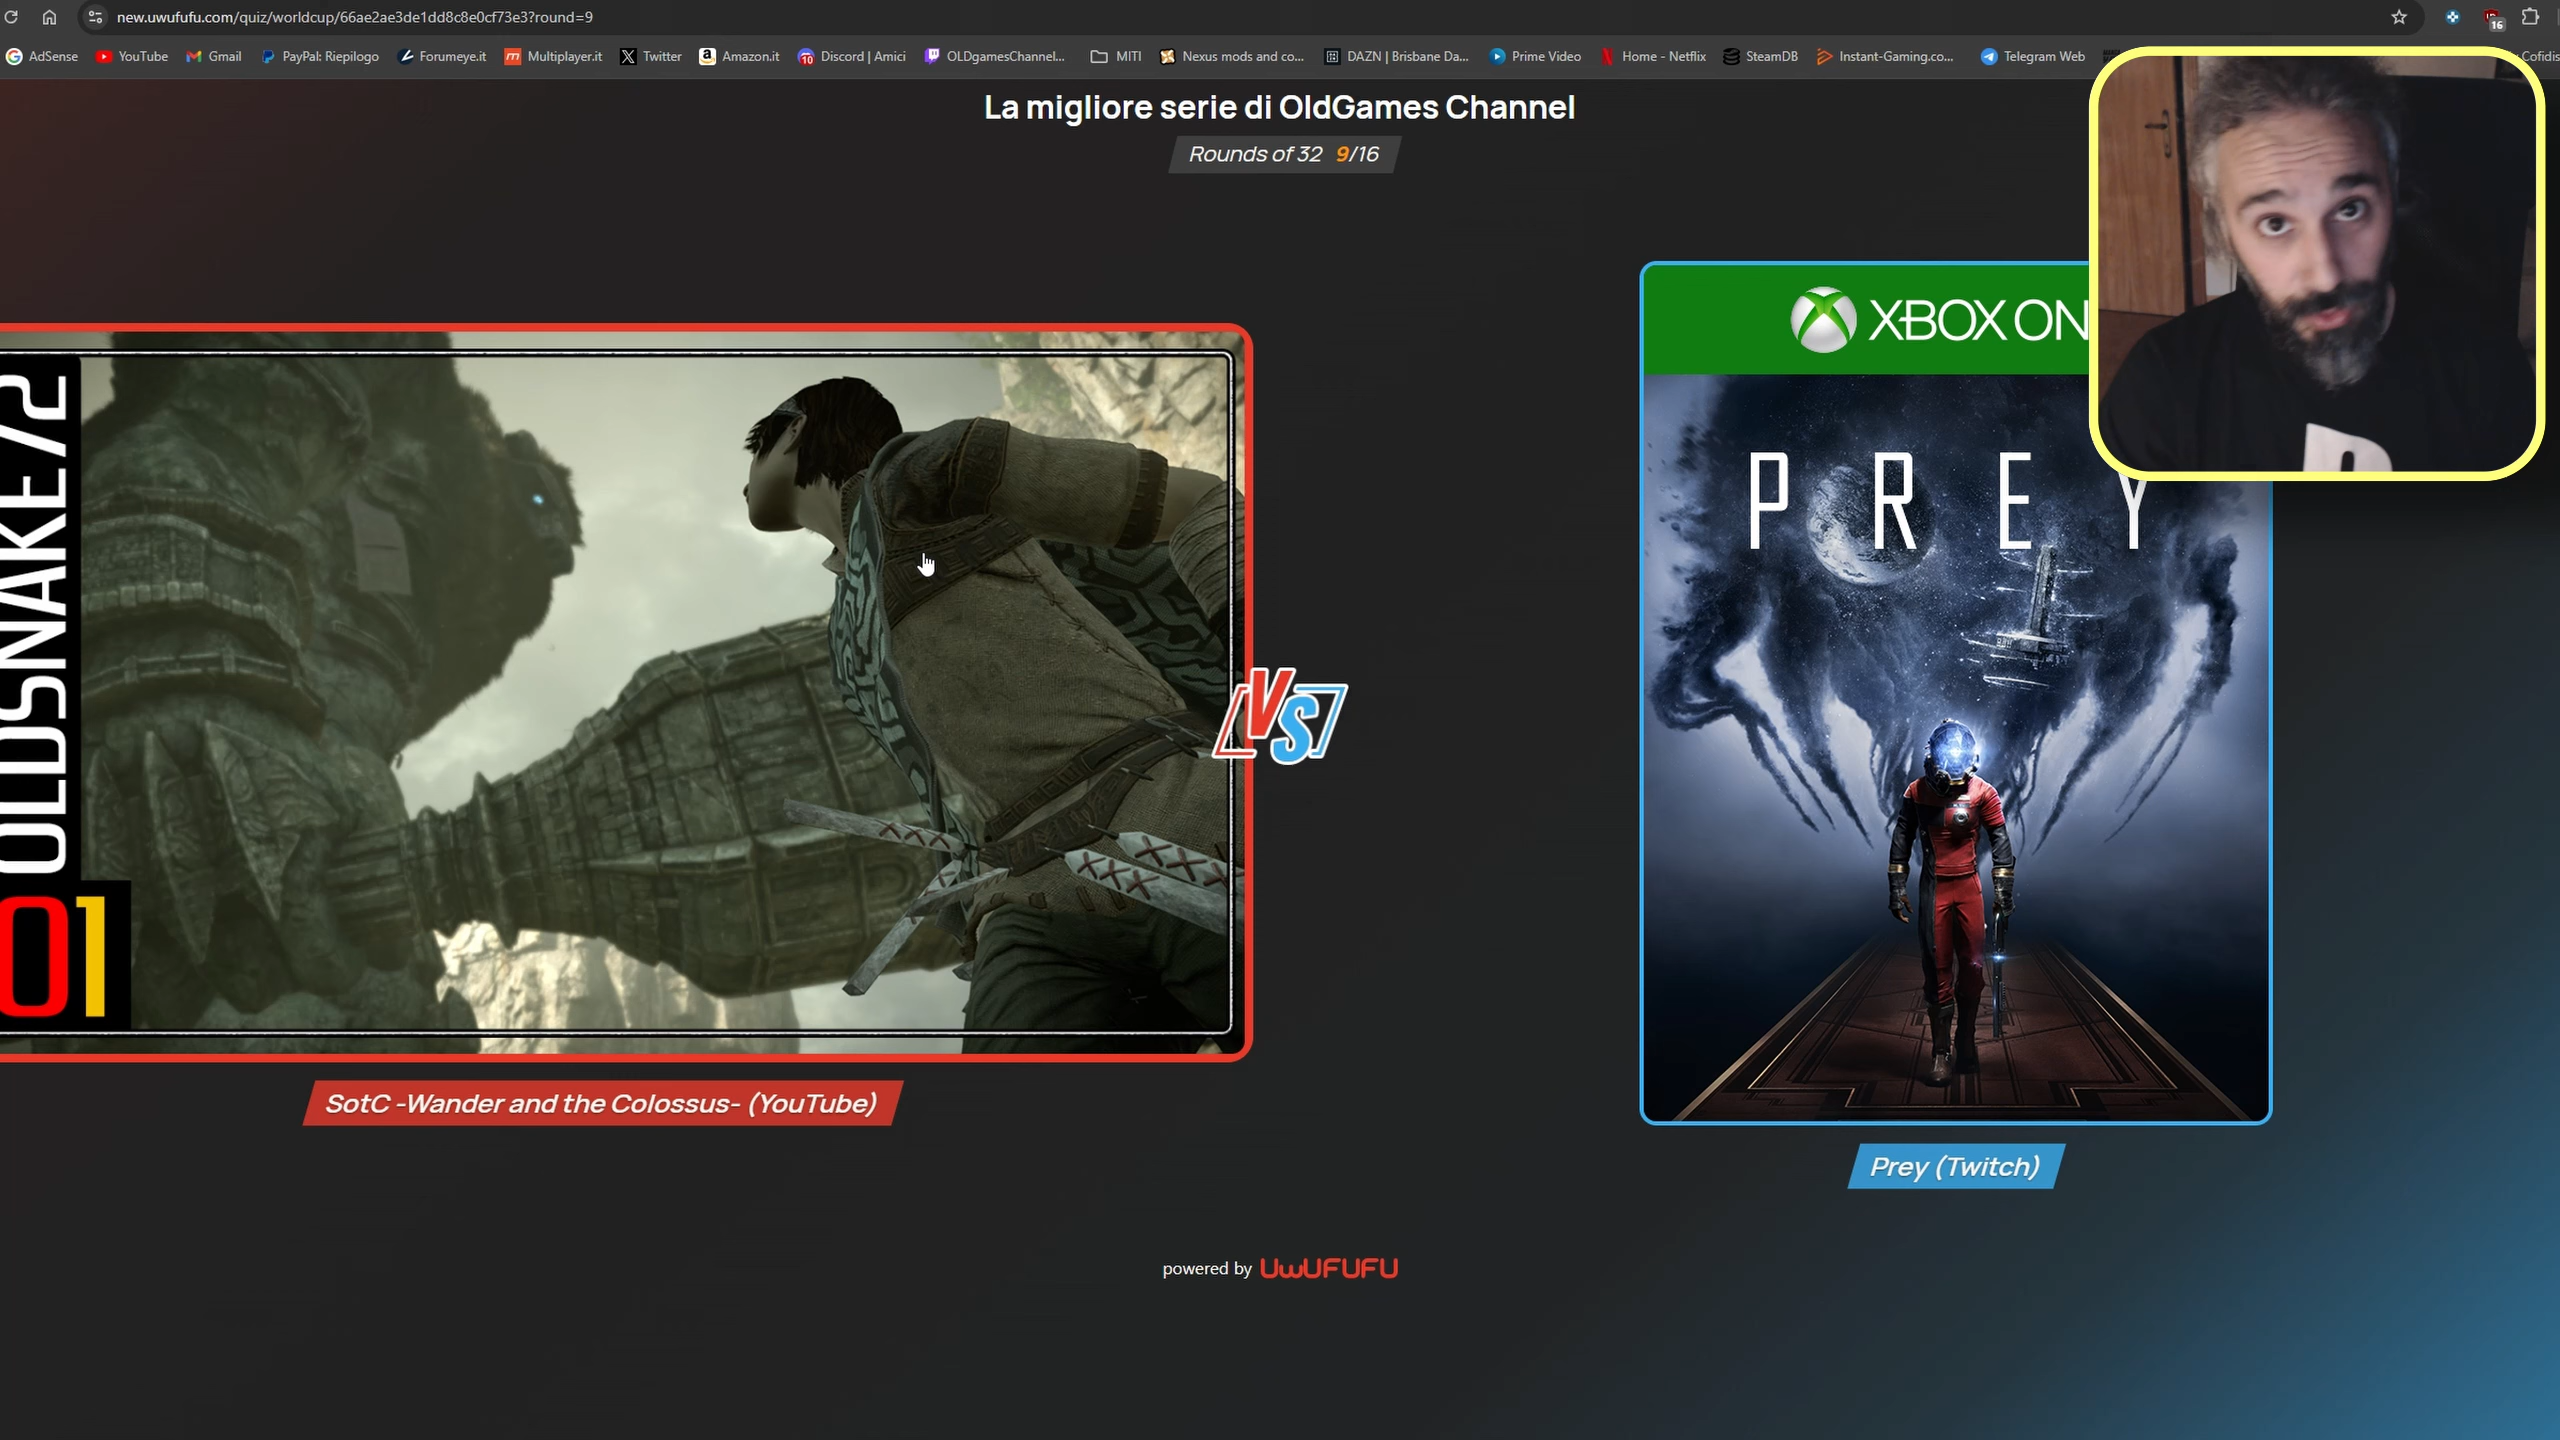 new.uwufufu.com/quiz/worldcup/66ae2ae3de1dd8c8e0cf73e3?round=9
16
AdSense YouTube Gmail PayPal: Riepilogo Forumeye.it Multiplayer.it Twitter Amazon.it Discord | Amici OLDgamesChannel... MITI Nexus mods and co... DAZN | Brisbane Da... Prime Video Home - Netflix SteamDB Instant-Gaming.co... Telegram Web Cofidis
La migliore serie di OldGames Channel
Rounds of 32 9/16
OLDSNAKE72
01
VS
XBOX ON
PREY
SotC -Wander and the Colossus- (YouTube)
Prey (Twitch)
powered by UwUFUFU